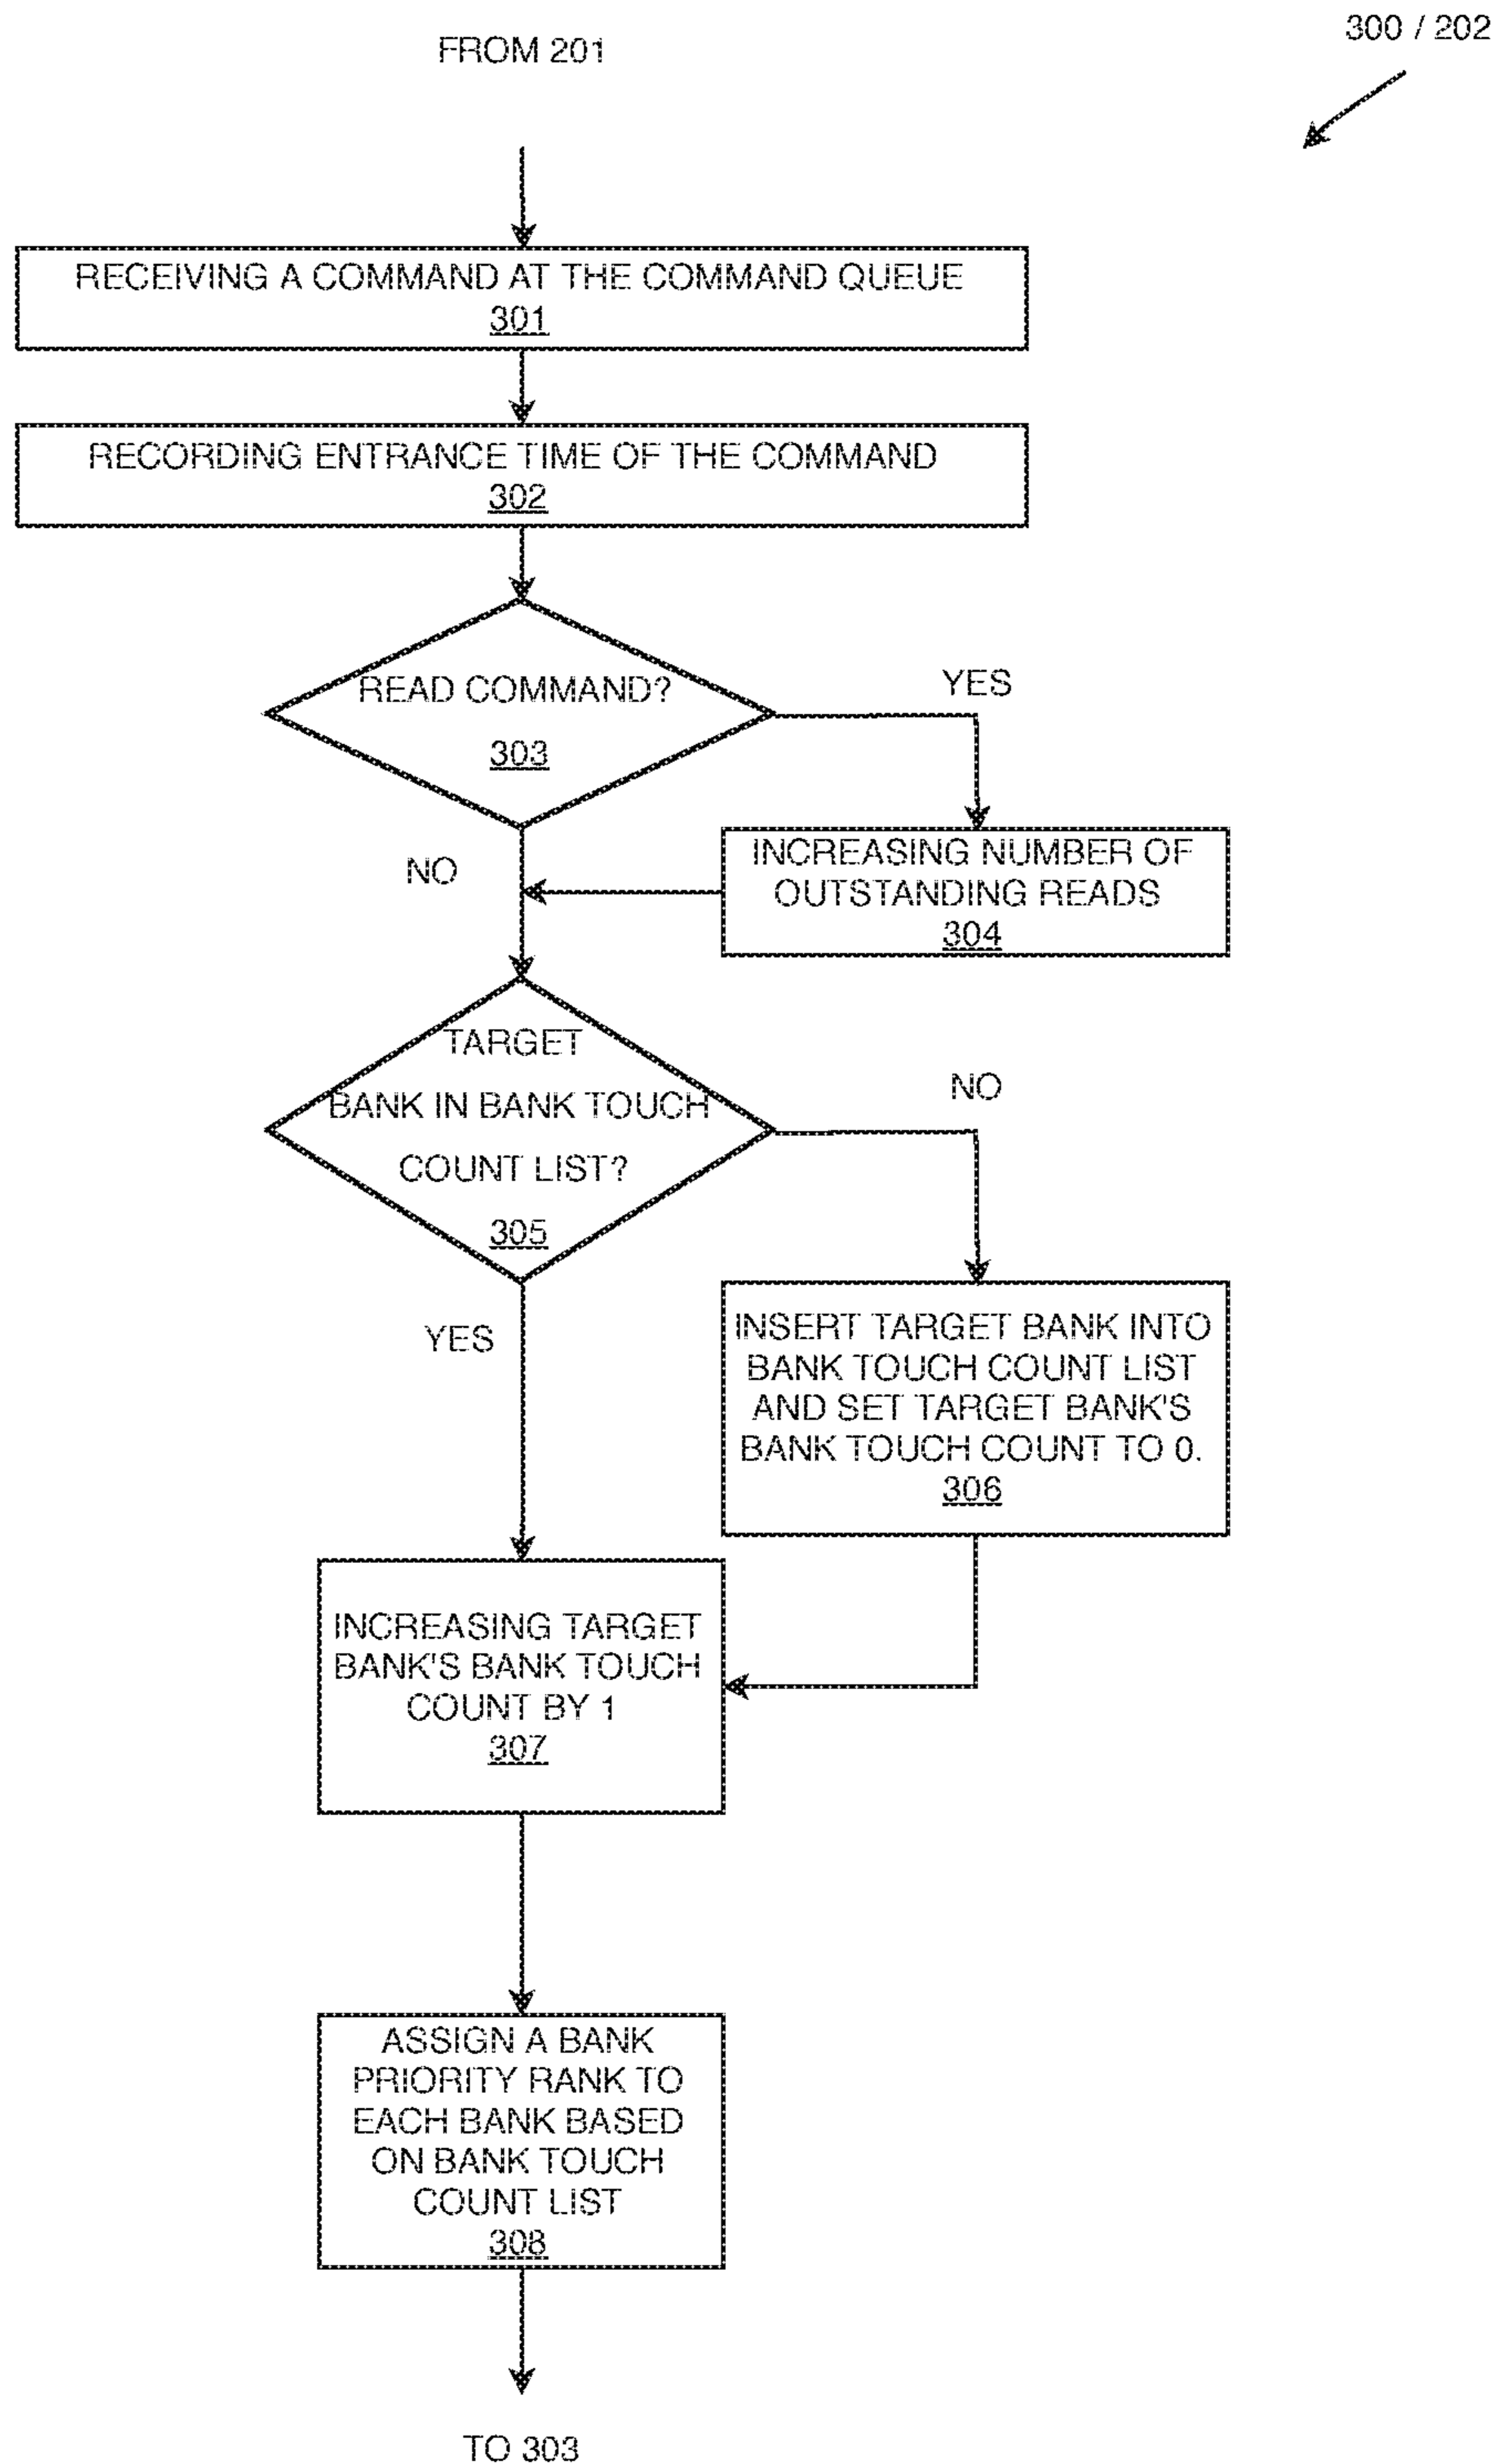 300 / 202
FROM 201
RECEIVING A COMMAND AT THE COMMAND QUEUE
301
RECORDING ENTRANCE TIME OF THE COMMAND
302
READ COMMAND?
303
YES
NO
INCREASING NUMBER OF
OUTSTANDING READS
304
TARGET
BANK IN BANK TOUCH
COUNT LIST?
305
NO
YES
INSERT TARGET BANK INTO
BANK TOUCH COUNT LIST
AND SET TARGET BANK'S
BANK TOUCH COUNT TO 0.
306
INCREASING TARGET
BANK'S BANK TOUCH
COUNT BY 1
307
ASSIGN A BANK
PRIORITY RANK TO
EACH BANK BASED
ON BANK TOUCH
COUNT LIST
308
TO 303